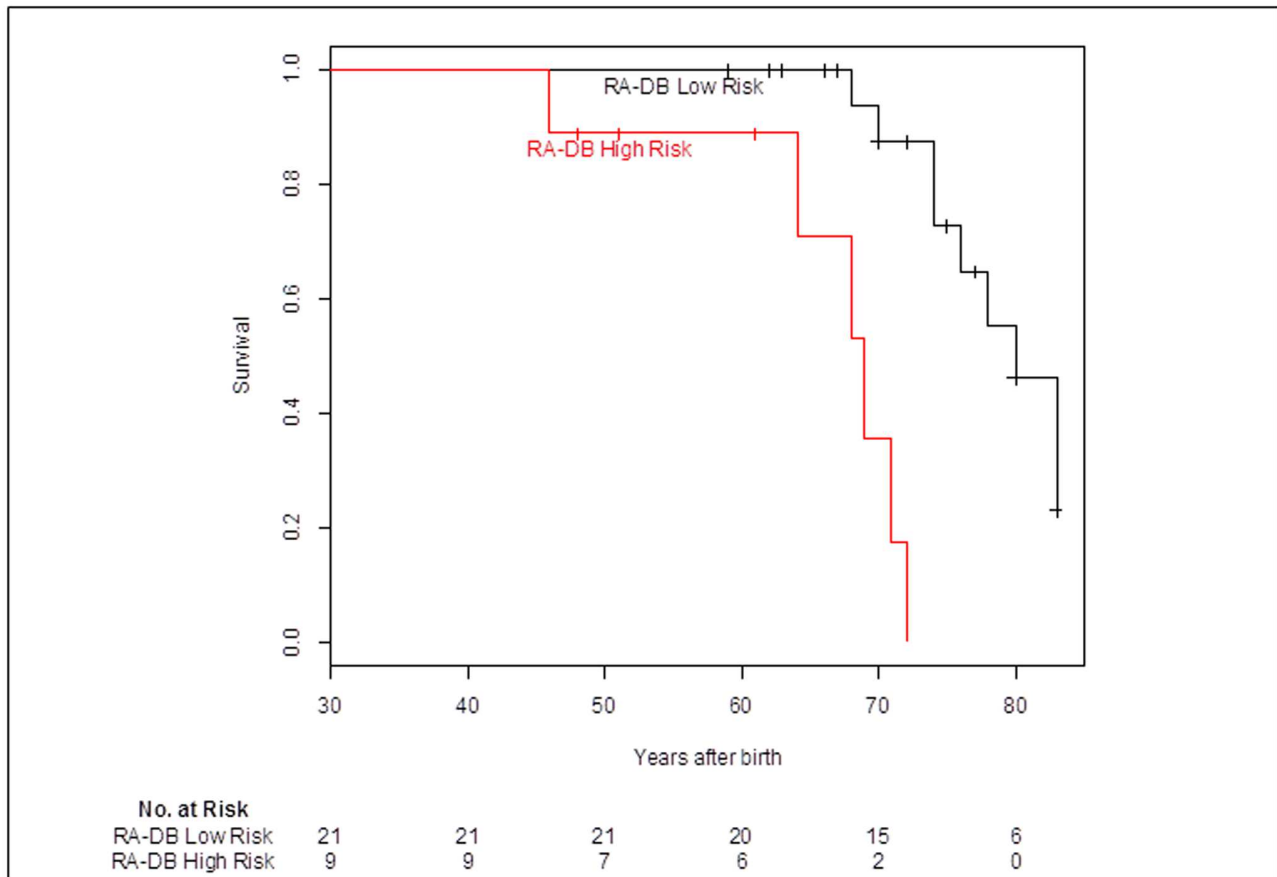 1.0
0.8
0.6
0.4
0.2
0.0
Survival
RA-DB Low Risk
RA-DB High Risk
30 40 50 60 70 80
Years after birth
No. at Risk
RA-DB Low Risk 21 21 21 20 15 6
RA-DB High Risk 9 9 7 6 2 0